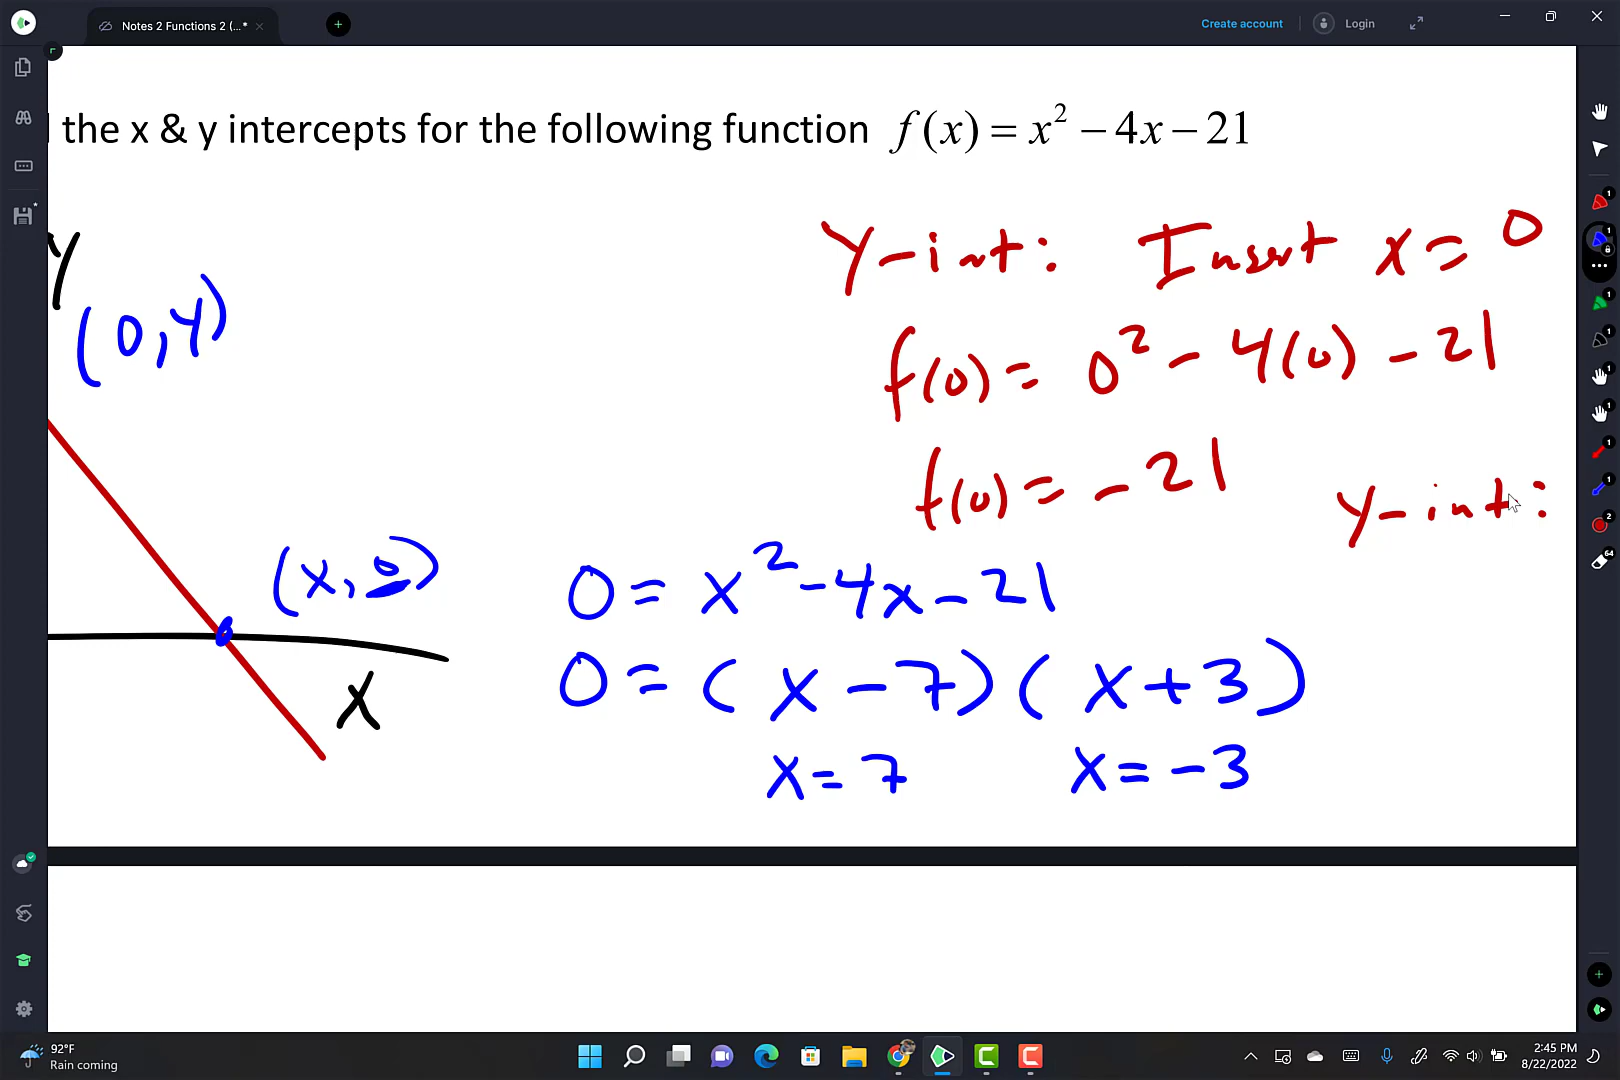 Notes 2 Functions 2 (...*
Create account
Login
the x & y intercepts for the following function f(x) = x² − 4x − 21
y
(0, y)
y-int: Insert x = 0
f(0) = 0² − 4(0) − 21
f(0) = −21
y-int:
(x, 0)
x
0 = x² − 4x − 21
0 = (x − 7)(x + 3)
x = 7 x = −3
92°F
Rain coming
2:45 PM
8/22/2022